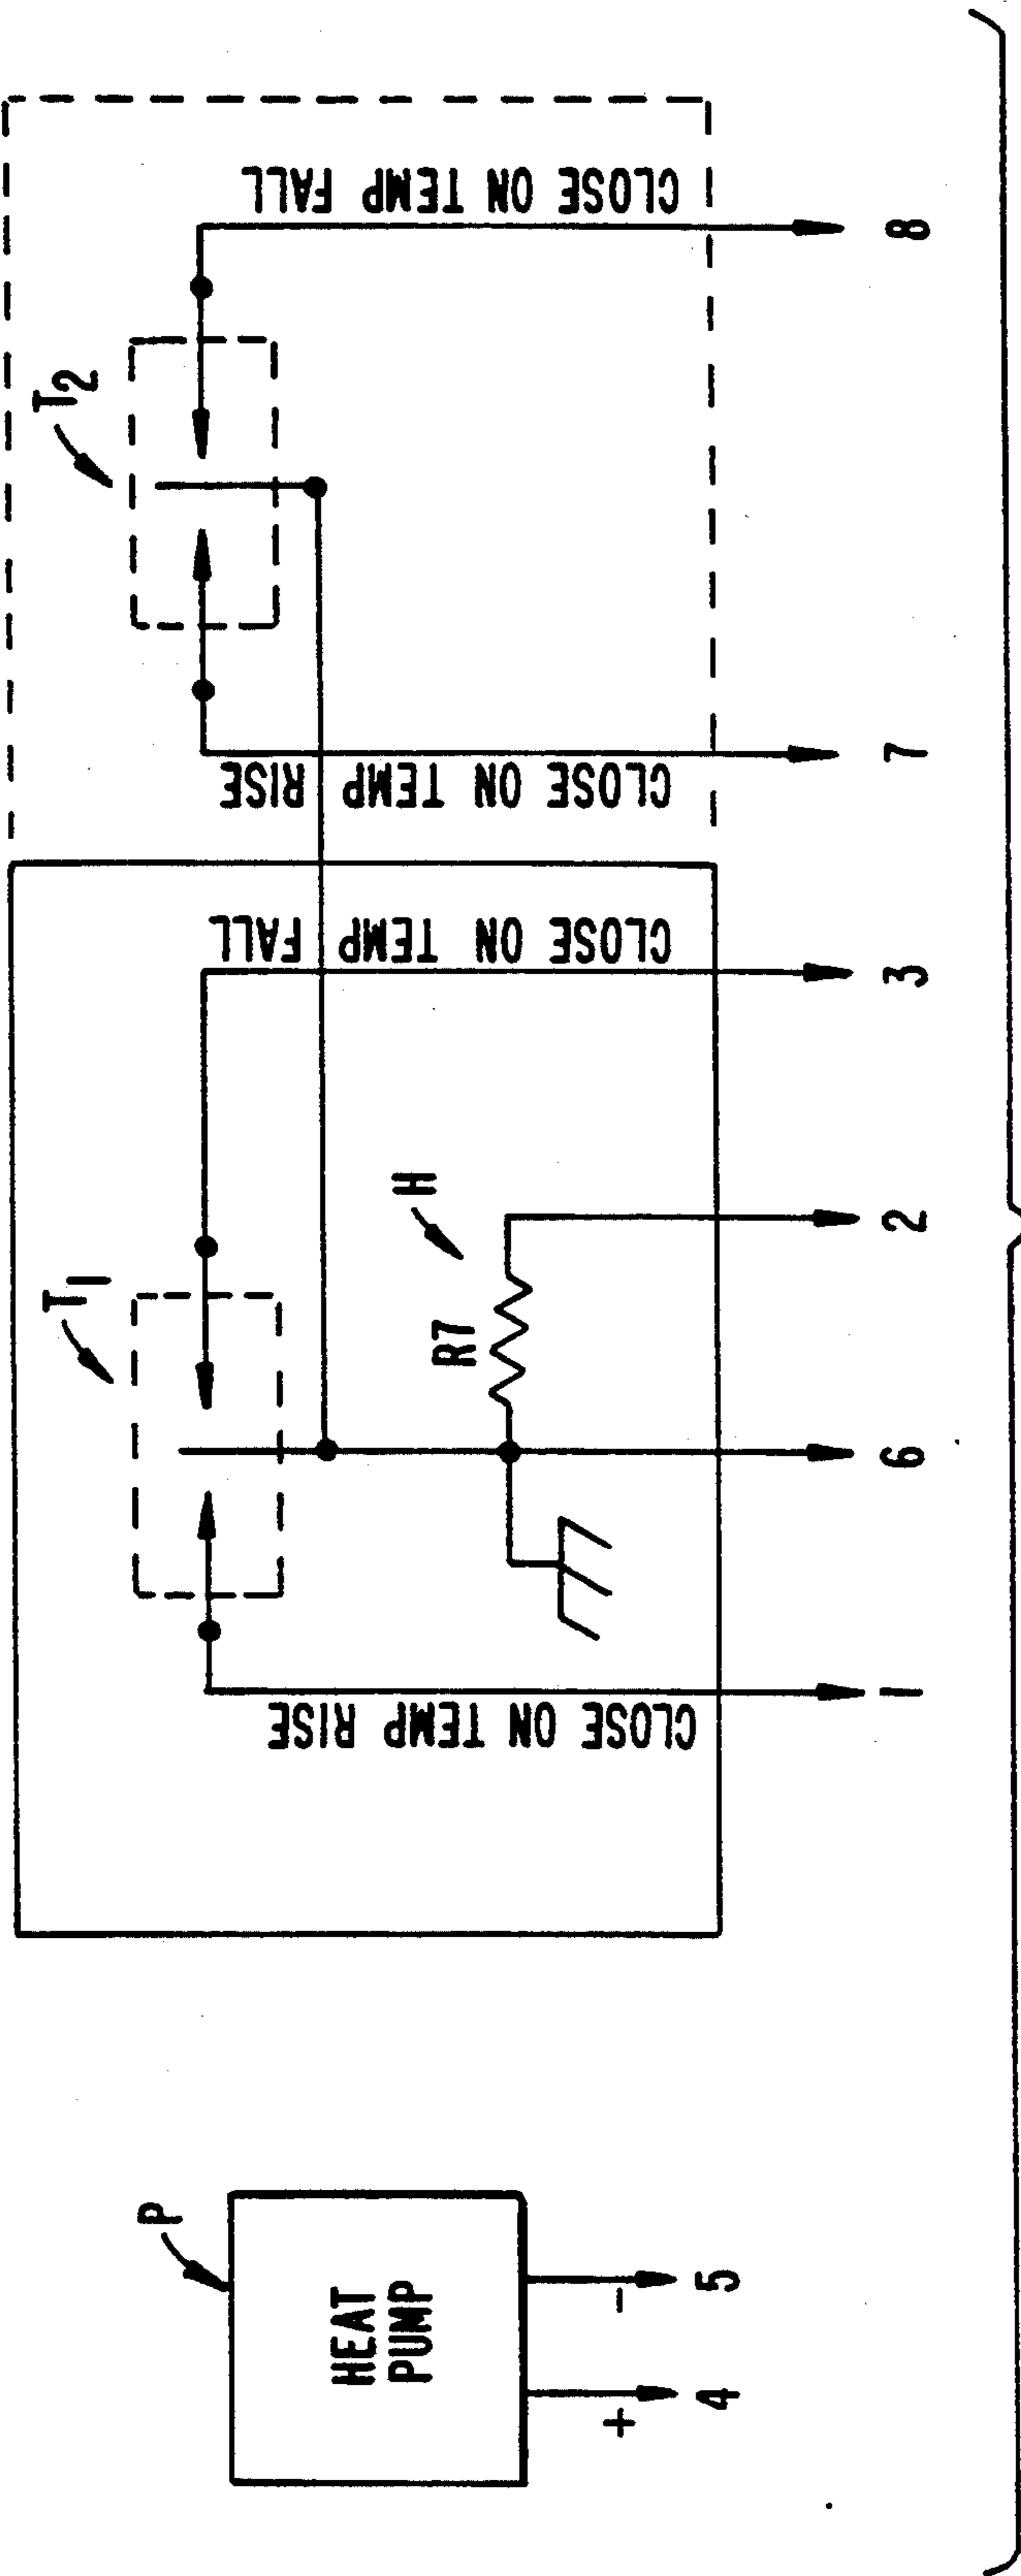 P
HEAT
PUMP
+
-
4
5
T1
CLOSE ON TEMP RISE
CLOSE ON TEMP FALL
R7
H
1
6
2
3
T2
CLOSE ON TEMP RISE
CLOSE ON TEMP FALL
7
8